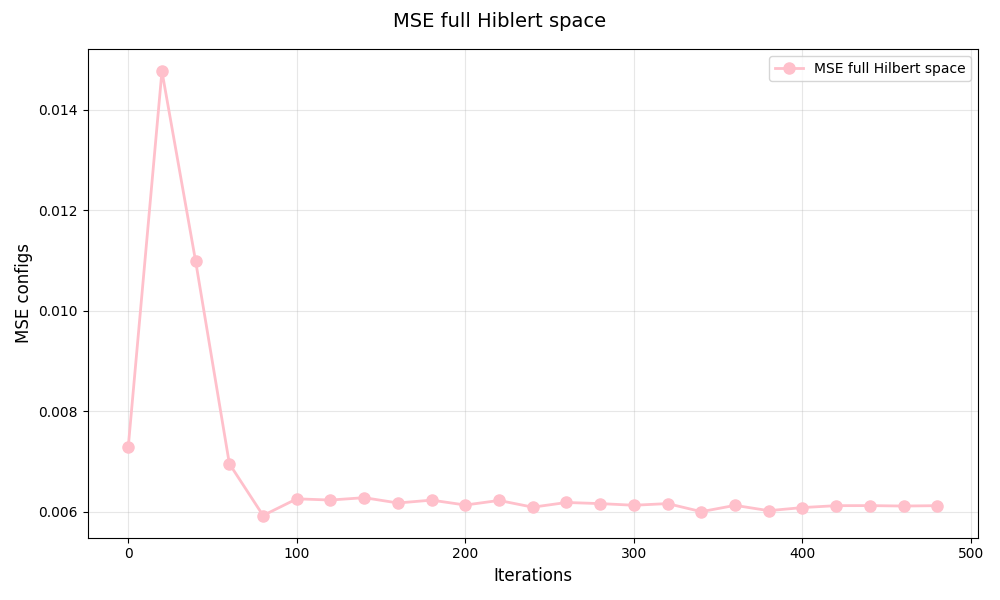 MSE full Hiblert space
MSE full Hilbert space
MSE configs
0.014
0.012
0.010
0.008
0.006
0
100
200
300
400
500
Iterations